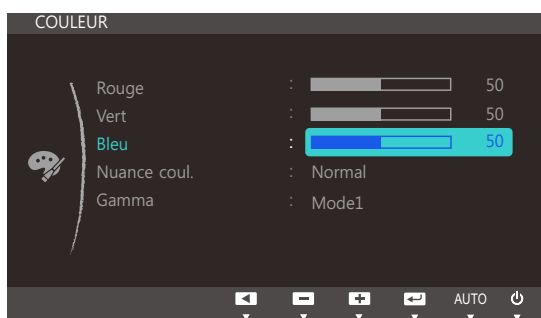 COULEUR
Rouge : 50
Vert : 50
Bleu : 50
Nuance coul. : Normal
Gamma : Mode1
AUTO